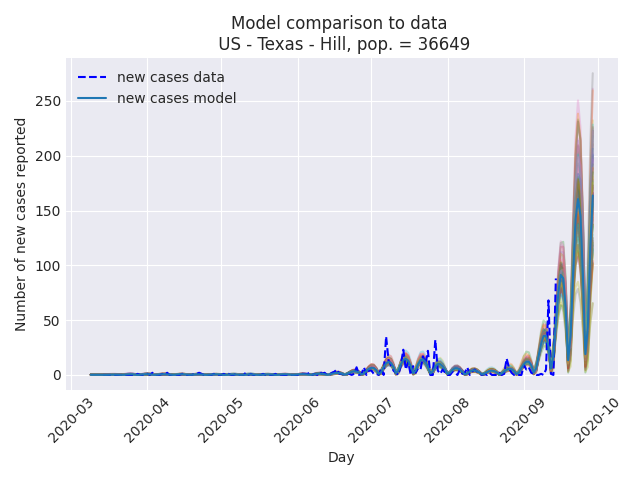 Model comparison to data
US - Texas - Hill, pop. = 36649
new cases data
new cases model
Number of new cases reported
250
200
150
100
50
0
2020-03
2020-04
2020-05
2020-06
2020-07
2020-08
2020-09
2020-10
Day